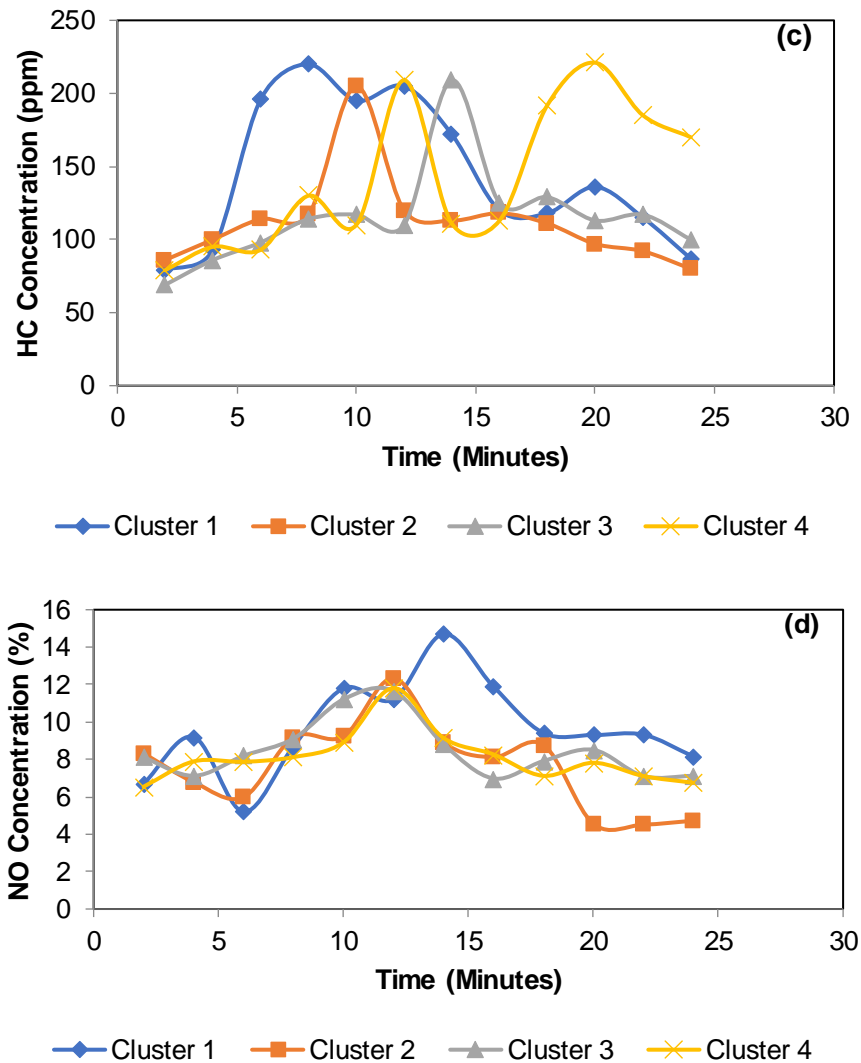 (c)
HC Concentration (ppm)
250
200
150
100
50
0
0 5 10 15 20 25 30
Time (Minutes)
Cluster 1 Cluster 2 Cluster 3 Cluster 4
(d)
NO Concentration (%)
16
14
12
10
8
6
4
2
0
0 5 10 15 20 25 30
Time (Minutes)
Cluster 1 Cluster 2 Cluster 3 Cluster 4